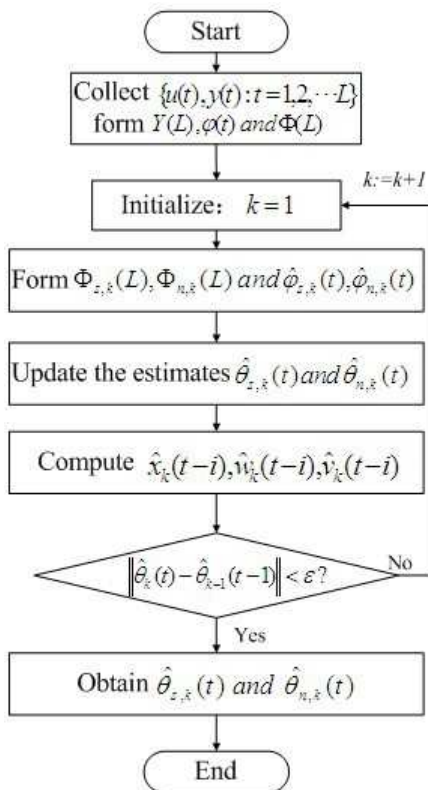 Start
Collect {u(t),y(t):t=1,2,⋯L}
form Y(L),φ(t) and Φ(L)
k:=k+1
Initialize: k=1
Form Φ_{z,k}(L),Φ_{n,k}(L) and φ̂_{z,k}(t),φ̂_{n,k}(t)
Update the estimates θ̂_{z,k}(t) and θ̂_{n,k}(t)
Compute x̂_k(t-i),ŵ_k(t-i),v̂_k(t-i)
‖θ̂_k(t)-θ̂_{k-1}(t-1)‖<ε?
No
Yes
Obtain θ̂_{z,k}(t) and θ̂_{n,k}(t)
End